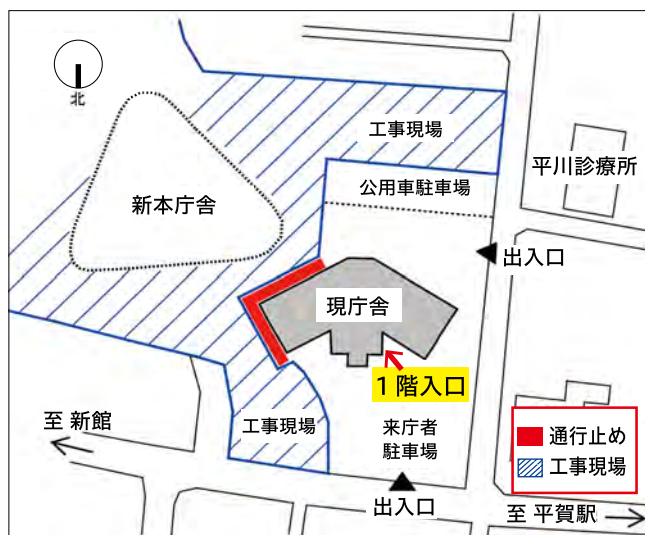 北
工事現場
公用車駐車場
平川診療所
新本庁舎
出入口
現庁舎
1階入口
至 新館
工事現場
来庁者
駐車場
通行止め
工事現場
出入口
至 平賀駅